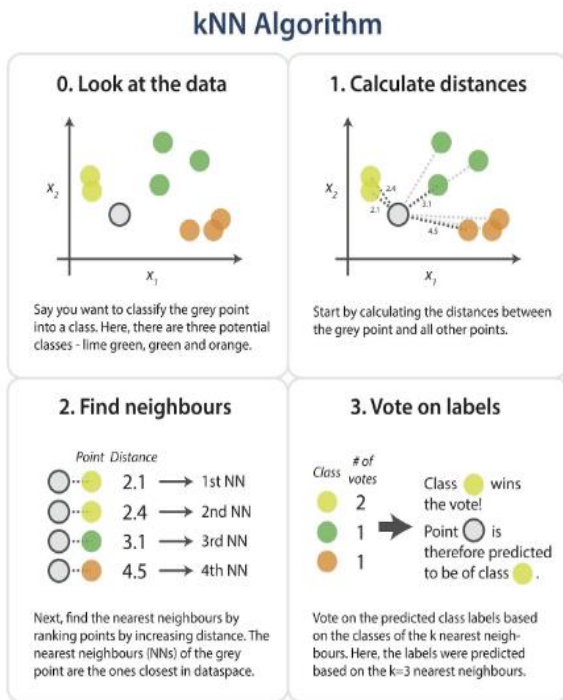 kNN Algorithm
0. Look at the data
X2
X1
Say you want to classify the grey point
into a class. Here, there are three potential
classes - lime green, green and orange.
1. Calculate distances
X2
2.4
2.1
3.1
4.5
X1
Start by calculating the distances between
the grey point and all other points.
2. Find neighbours
Point Distance
2.1 → 1st NN
2.4 → 2nd NN
3.1 → 3rd NN
4.5 → 4th NN
Next, find the nearest neighbours by
ranking points by increasing distance. The
nearest neighbours (NNs) of the grey
point are the ones closest in dataspace.
3. Vote on labels
Class # of votes
2
1
1
Class wins
the vote!
Point is
therefore predicted
to be of class .
Vote on the predicted class labels based
on the classes of the k nearest neigh-
bours. Here, the labels were predicted
based on the k=3 nearest neighbours.